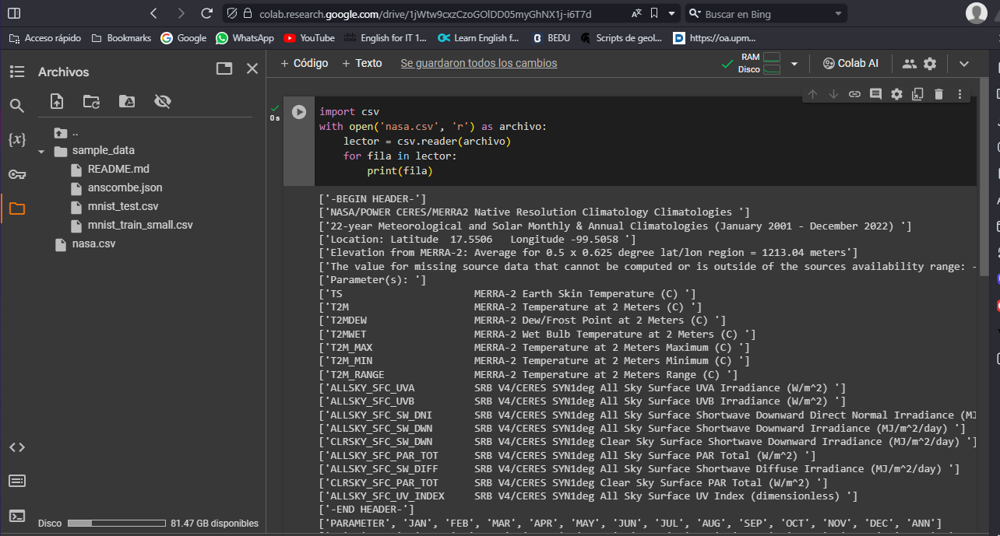 colab.research.google.com/drive/1jWtw9cxzCzoGOlDD05myGhNX1j-i6T7d
Buscar en Bing
Acceso rápido
Bookmarks
Google
WhatsApp
YouTube
English for IT 1...
Learn English f...
BEDU
Scripts de geol...
https://oa.upm...
Archivos
+ Código
+ Texto
Se guardaron todos los cambios
RAM
Disco
Colab AI
..
sample_data
README.md
anscombe.json
mnist_test.csv
mnist_train_small.csv
nasa.csv
{x}
Disco
81.47 GB disponibles
0 s
import csv
with open('nasa.csv', 'r') as archivo:
    lector = csv.reader(archivo)
    for fila in lector:
        print(fila)
['-BEGIN HEADER-']
['NASA/POWER CERES/MERRA2 Native Resolution Climatology Climatologies ']
['22-year Meteorological and Solar Monthly & Annual Climatologies (January 2001 - December 2022) ']
['Location: Latitude  17.5506   Longitude -99.5058 ']
['Elevation from MERRA-2: Average for 0.5 x 0.625 degree lat/lon region = 1213.04 meters']
['The value for missing source data that cannot be computed or is outside of the sources availability range: -
['Parameter(s): ']
['TS                      MERRA-2 Earth Skin Temperature (C) ']
['T2M                     MERRA-2 Temperature at 2 Meters (C) ']
['T2MDEW                  MERRA-2 Dew/Frost Point at 2 Meters (C) ']
['T2MWET                  MERRA-2 Wet Bulb Temperature at 2 Meters (C) ']
['T2M_MAX                 MERRA-2 Temperature at 2 Meters Maximum (C) ']
['T2M_MIN                 MERRA-2 Temperature at 2 Meters Minimum (C) ']
['T2M_RANGE               MERRA-2 Temperature at 2 Meters Range (C) ']
['ALLSKY_SFC_UVA          SRB V4/CERES SYN1deg All Sky Surface UVA Irradiance (W/m^2) ']
['ALLSKY_SFC_UVB          SRB V4/CERES SYN1deg All Sky Surface UVB Irradiance (W/m^2) ']
['ALLSKY_SFC_SW_DNI       SRB V4/CERES SYN1deg All Sky Surface Shortwave Downward Direct Normal Irradiance (MJ
['ALLSKY_SFC_SW_DWN       SRB V4/CERES SYN1deg All Sky Surface Shortwave Downward Irradiance (MJ/m^2/day) ']
['CLRSKY_SFC_SW_DWN       SRB V4/CERES SYN1deg Clear Sky Surface Shortwave Downward Irradiance (MJ/m^2/day) ']
['ALLSKY_SFC_PAR_TOT      SRB V4/CERES SYN1deg All Sky Surface PAR Total (W/m^2) ']
['ALLSKY_SFC_SW_DIFF      SRB V4/CERES SYN1deg All Sky Surface Shortwave Diffuse Irradiance (MJ/m^2/day) ']
['CLRSKY_SFC_PAR_TOT      SRB V4/CERES SYN1deg Clear Sky Surface PAR Total (W/m^2) ']
['ALLSKY_SFC_UV_INDEX     SRB V4/CERES SYN1deg All Sky Surface UV Index (dimensionless) ']
['-END HEADER-']
['PARAMETER', 'JAN', 'FEB', 'MAR', 'APR', 'MAY', 'JUN', 'JUL', 'AUG', 'SEP', 'OCT', 'NOV', 'DEC', 'ANN']